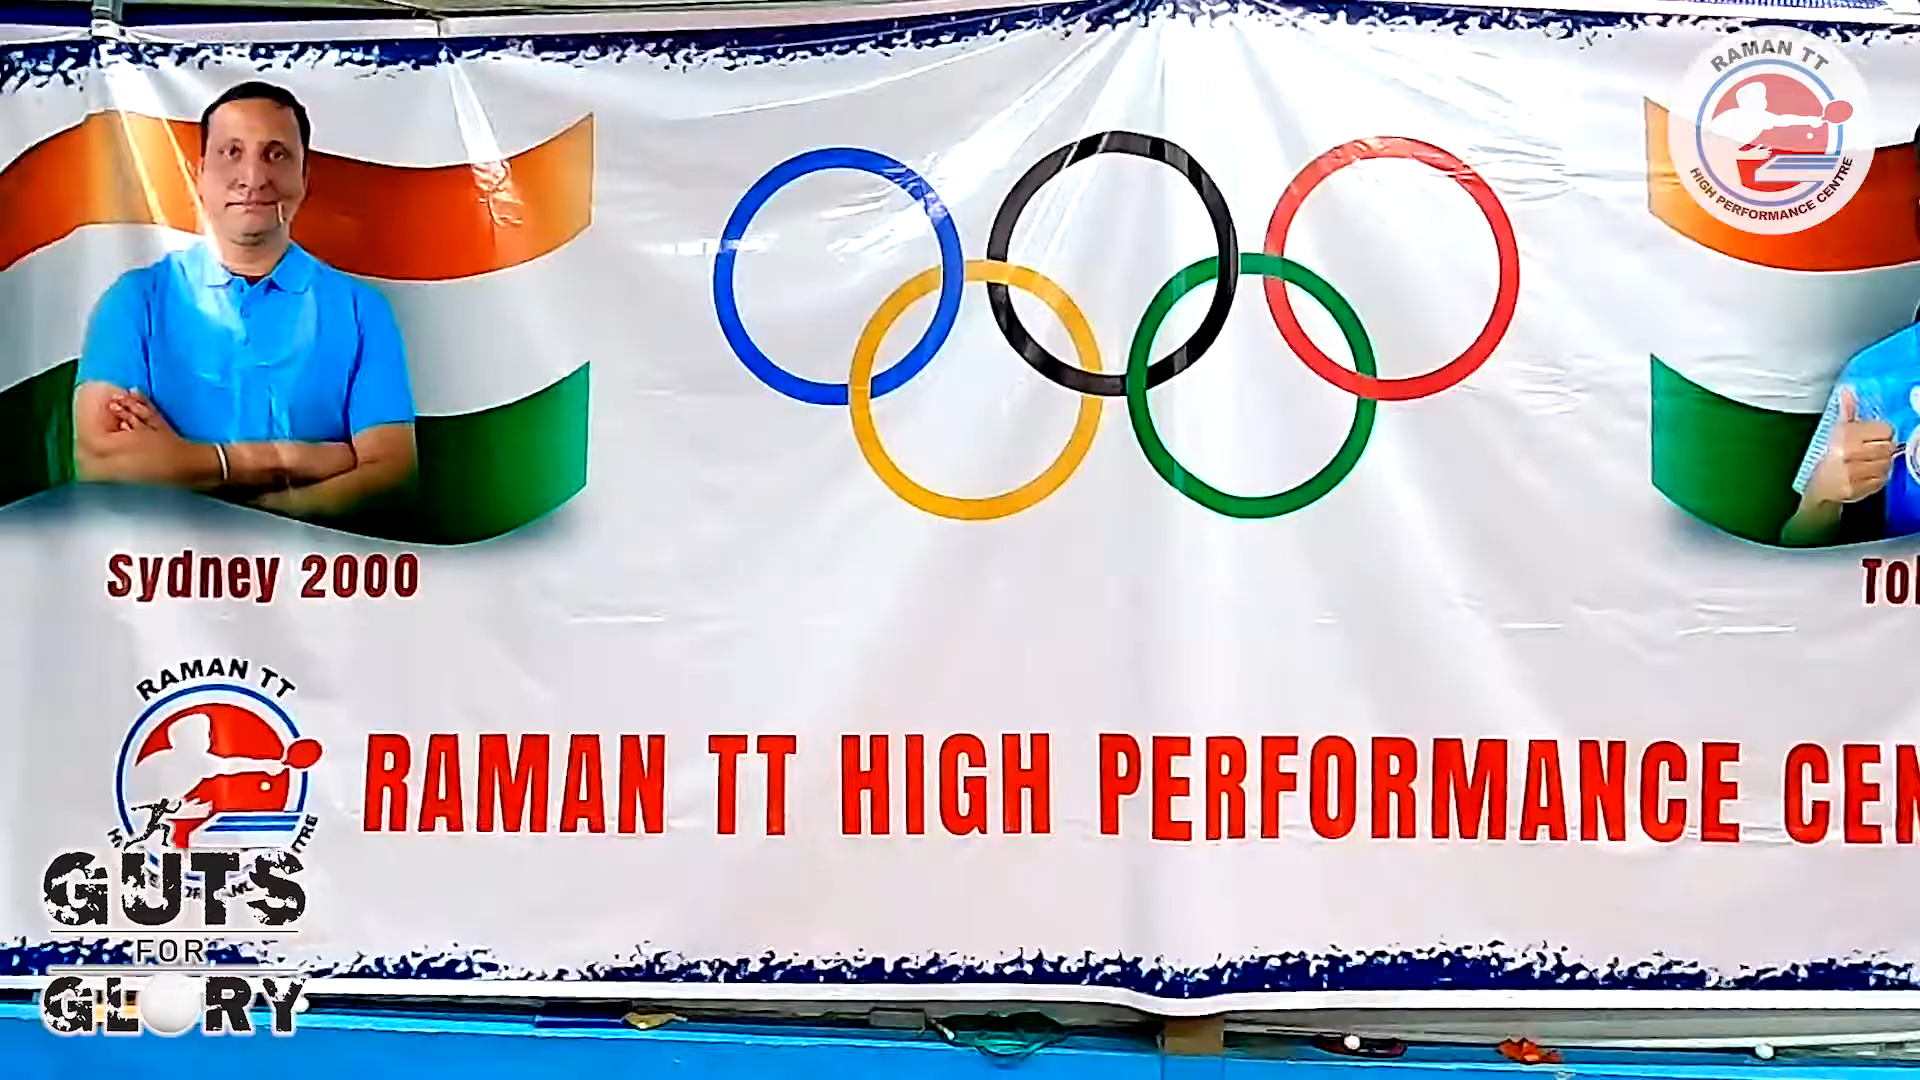 RAMAN TT
HIGH PERFORMANCE CENTRE
Sydney 2000
RAMAN TT
RAMAN TT HIGH PERFORMANCE CEN
GUTS
FOR
GLORY